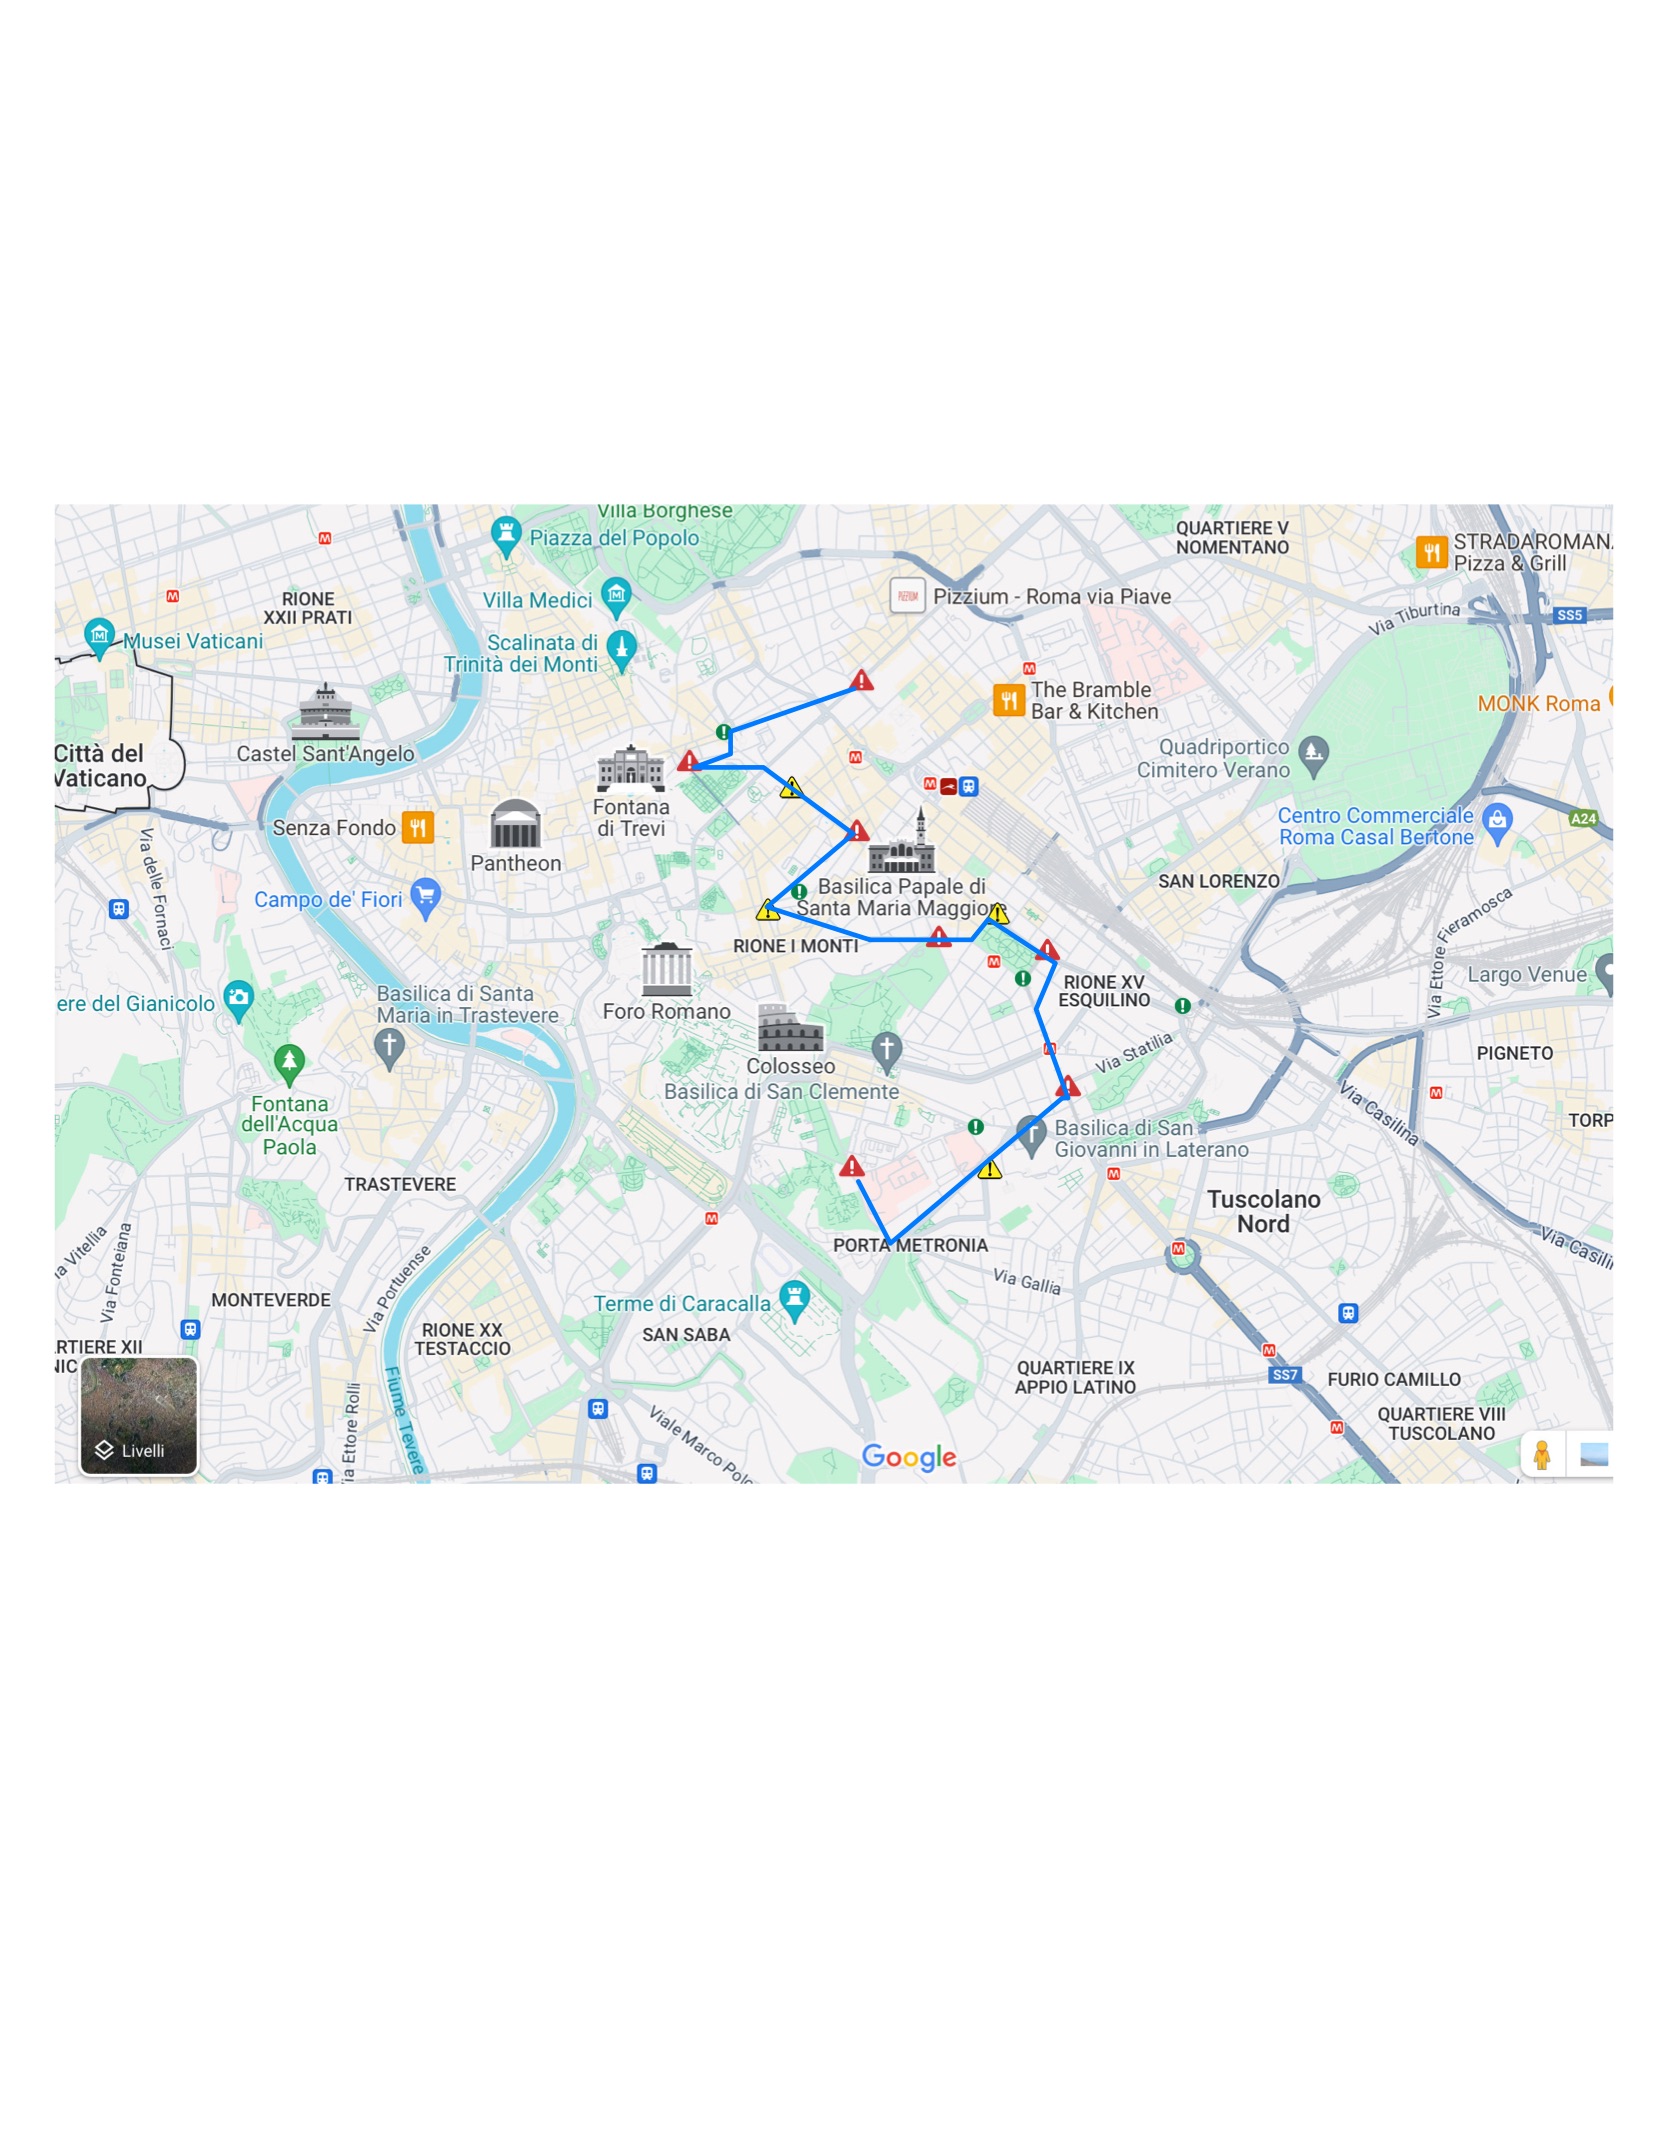 Villa Borghese
Piazza del Popolo
QUARTIERE V
NOMENTANO
STRADAROMAN
Pizza & Grill
Villa Medici
Pizzium - Roma via Piave
RIONE
XXII PRATI
Via Tiburtina
SS5
Musei Vaticani
Scalinata di
Trinità dei Monti
The Bramble
Bar & Kitchen
MONK Roma
Castel Sant'Angelo
Città del
Vaticano
Quadriportico
Cimitero Verano
Fontana
di Trevi
Senza Fondo
Pantheon
Centro Commerciale
Roma Casal Bertone
A24
Via delle Fornaci
Campo de' Fiori
Basilica Papale di
Santa Maria Maggiore
SAN LORENZO
RIONE I MONTI
Via Ettore Fieramosca
Largo Venue
ere del Gianicolo
Basilica di Santa
Maria in Trastevere
Foro Romano
RIONE XV
ESQUILINO
Colosseo
Basilica di San Clemente
Via Statilia
PIGNETO
Via Casilina
Fontana
dell'Acqua
Paola
Basilica di San
Giovanni in Laterano
TORP
TRASTEVERE
Tuscolano
Nord
PORTA METRONIA
Via Casili
ia Vitellia
Via Fonteiana
Via Portuense
Via Gallia
MONTEVERDE
Terme di Caracalla
SAN SABA
RIONE XX
TESTACCIO
ARTIERE XII
NIC
QUARTIERE IX
APPIO LATINO
SS7
FURIO CAMILLO
QUARTIERE VIII
TUSCOLANO
Fiume Tevere
ia Ettore Rolli
Viale Marco Polo
Livelli
Google